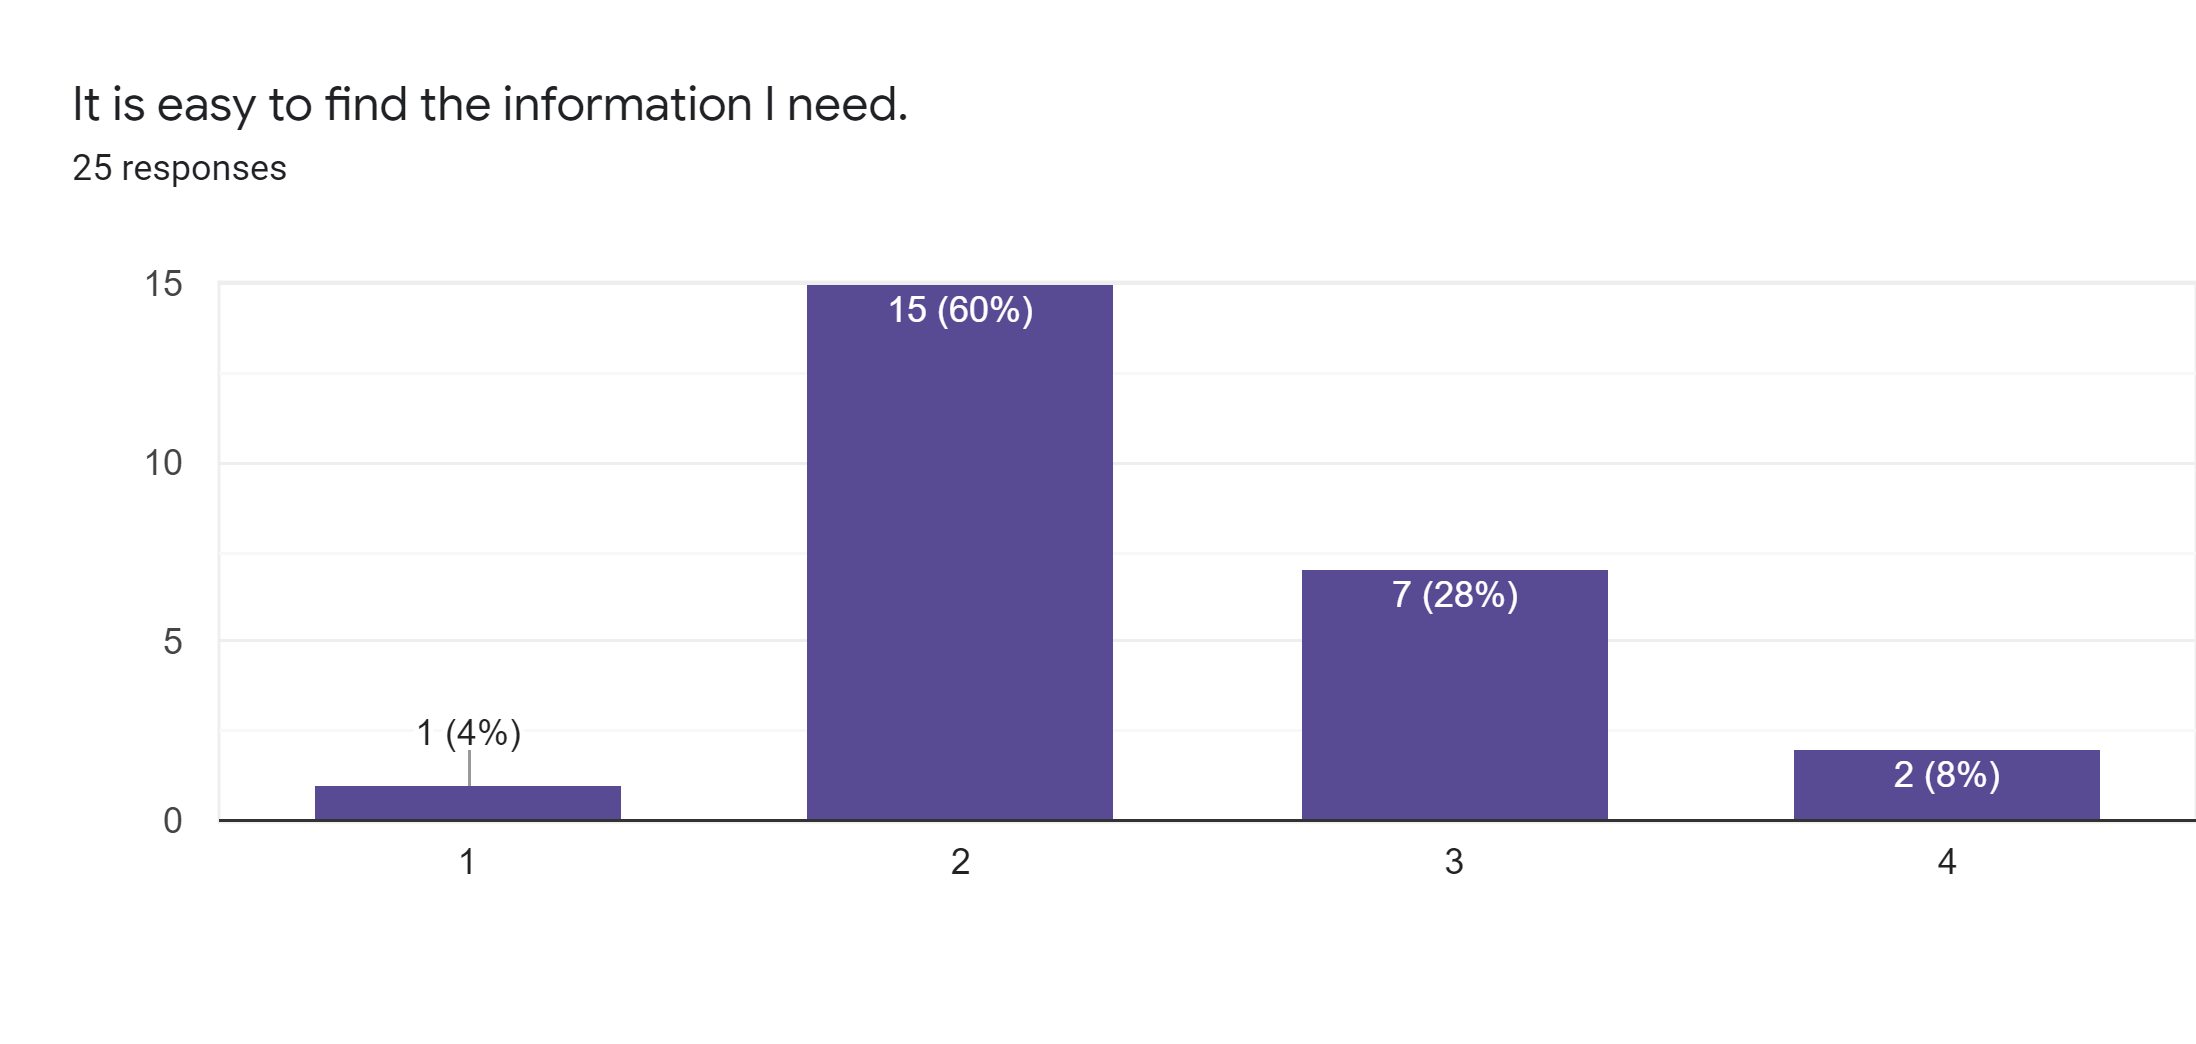 It is easy to find the information I need.
25 responses
15
15 (60%)
10
7 (28%)
5
1 (4%)
2 (8%)
0
1 2 3 4